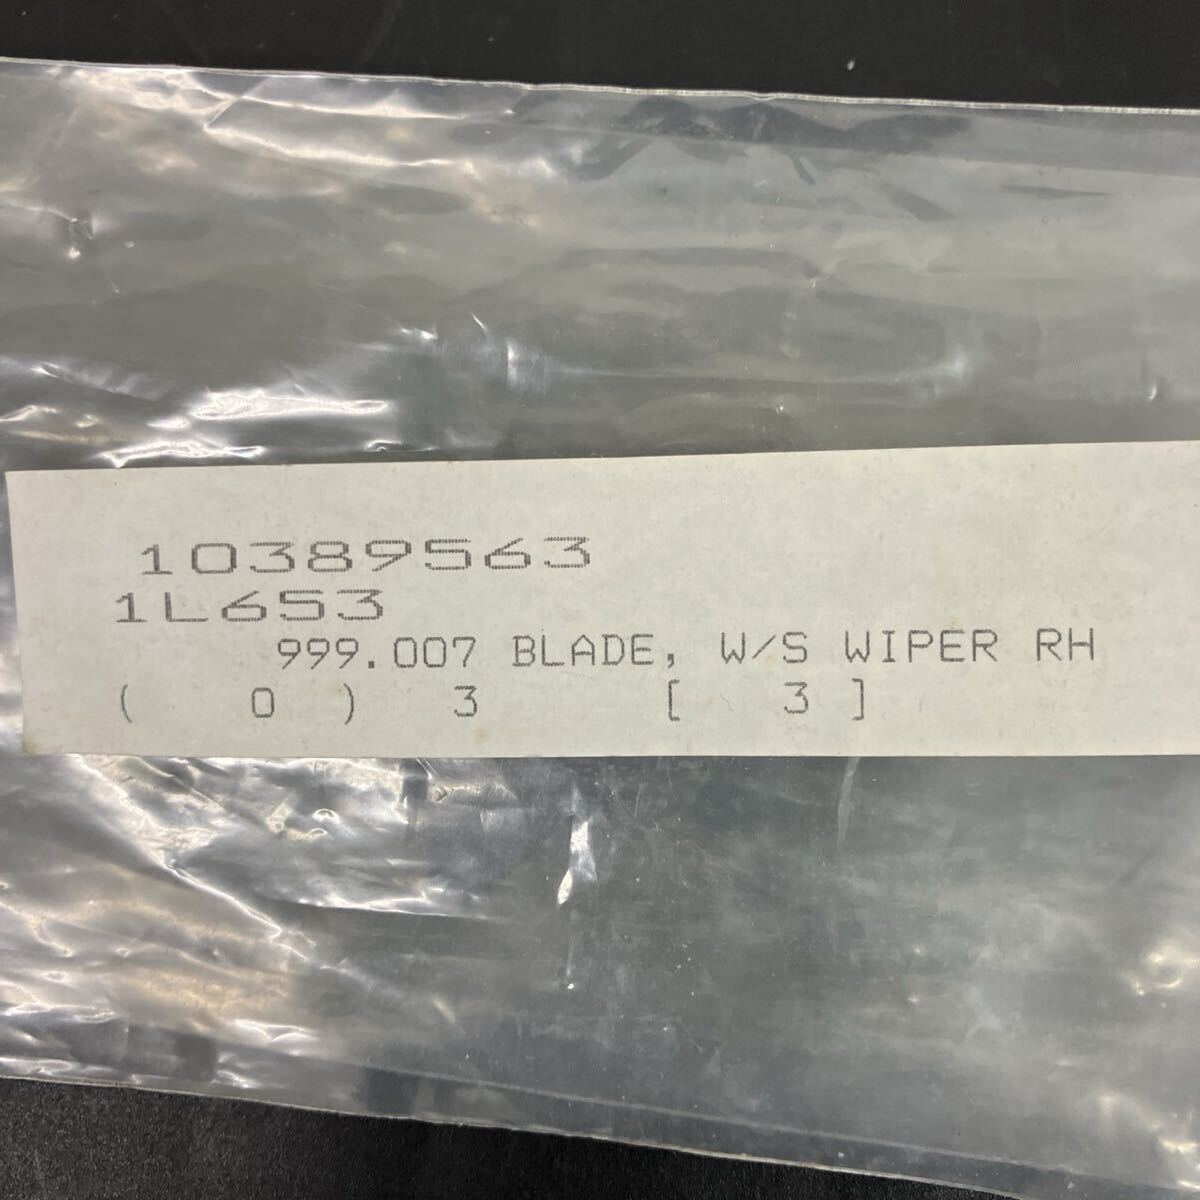 10389563
1L653
999.007 BLADE, W/S WIPER RH
( 0 ) 3 [ 3 ]